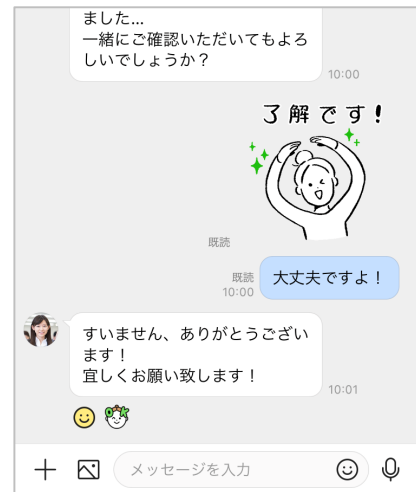 ました...
一緒にご確認いただいてもよろ
しいでしょうか？
10:00
了解です!
既読
既読
10:00
大丈夫ですよ！
すいません、ありがとうござい
ます！
宜しくお願い致します！
10:01
OK
メッセージを入力